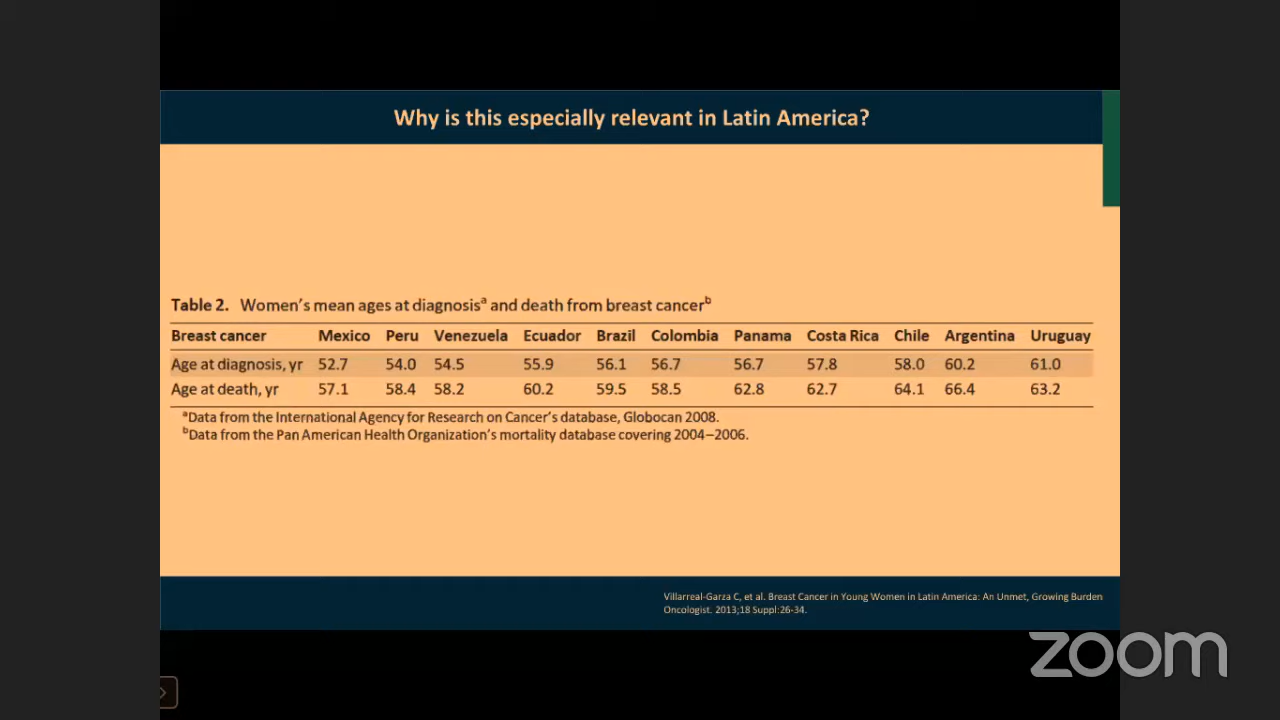 Why is this especially relevant in Latin America?
Table 2. Women's mean ages at diagnosisᵃ and death from breast cancerᵇ
Breast cancer Mexico Peru Venezuela Ecuador Brazil Colombia Panama Costa Rica Chile Argentina Uruguay
Age at diagnosis, yr 52.7 54.0 54.5 55.9 56.1 56.7 56.7 57.8 58.0 60.2 61.0
Age at death, yr 57.1 58.4 58.2 60.2 59.5 58.5 62.8 62.7 64.1 66.4 63.2
ᵃData from the International Agency for Research on Cancer's database, Globocan 2008.
ᵇData from the Pan American Health Organization's mortality database covering 2004–2006.
Villarreal-Garza C, et al. Breast Cancer in Young Women in Latin America: An Unmet, Growing Burden
Oncologist. 2013;18 Suppl:26-34.
zoom